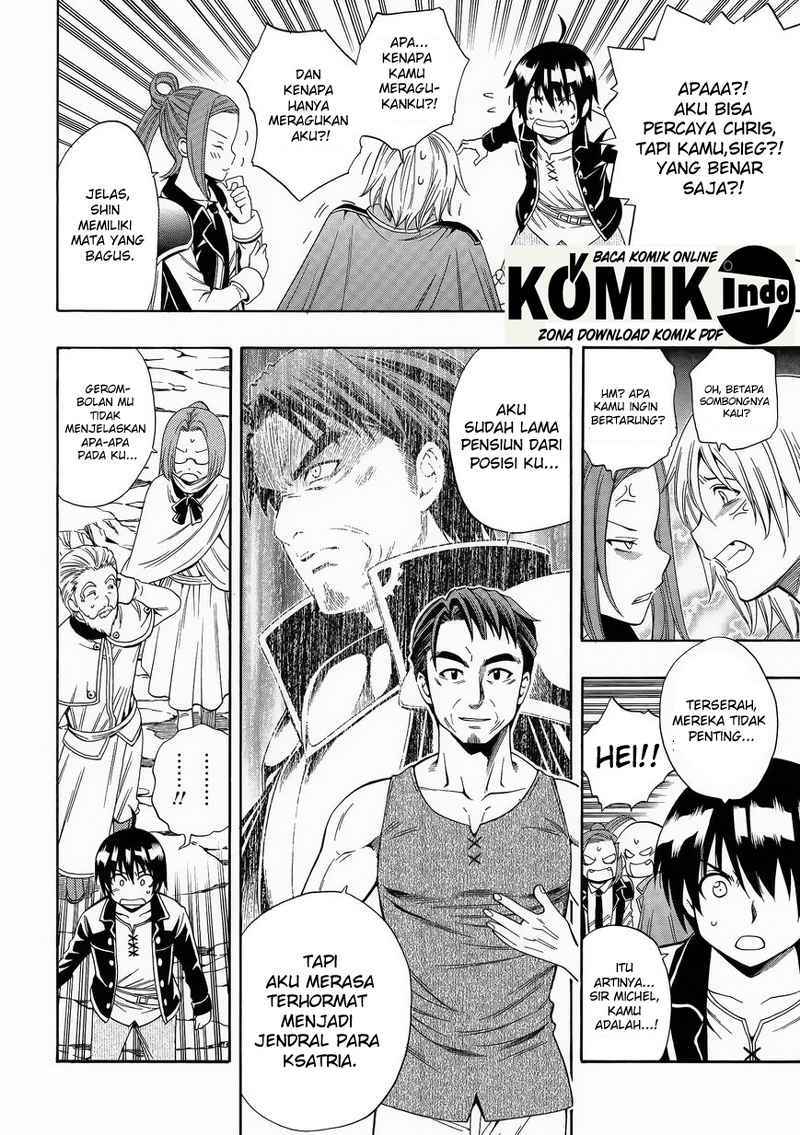 APAAA?!
AKU BISA
PERCAYA CHRIS,
TAPI KAMU,SIEG?!
YANG BENAR
SAJA?!
APA...
KENAPA
KAMU
MERAGU-
KANKU?!
DAN
KENAPA
HANYA
MERAGUKAN
AKU?!
JELAS,
SHIN
MEMILIKI
MATA YANG
BAGUS.
BACA KOMIK ONLINE
KOMIK Indo
ZONA DOWNLOAD KOMIK PDF
OH, BETAPA
SOMBONGNYA
KAU?
HM? APA
KAMU INGIN
BERTARUNG?
TERSERAH,
MEREKA TIDAK
PENTING...
HEI!!
ITU
ARTINYA...
SIR MICHEL,
KAMU
ADALAH...!
AKU
SUDAH LAMA
PENSIUN DARI
POSISI KU...
TAPI
AKU MERASA
TERHORMAT
MENJADI
JENDRAL PARA
KSATRIA.
GEROM-
BOLAN MU
TIDAK
MENJELASKAN
APA-APA
PADA KU...
......!!